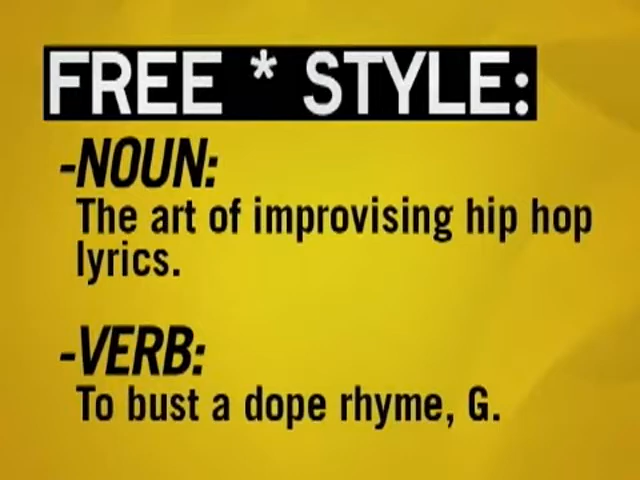 FREE * STYLE:
-NOUN:
The art of improvising hip hop
lyrics.
-VERB:
To bust a dope rhyme, G.